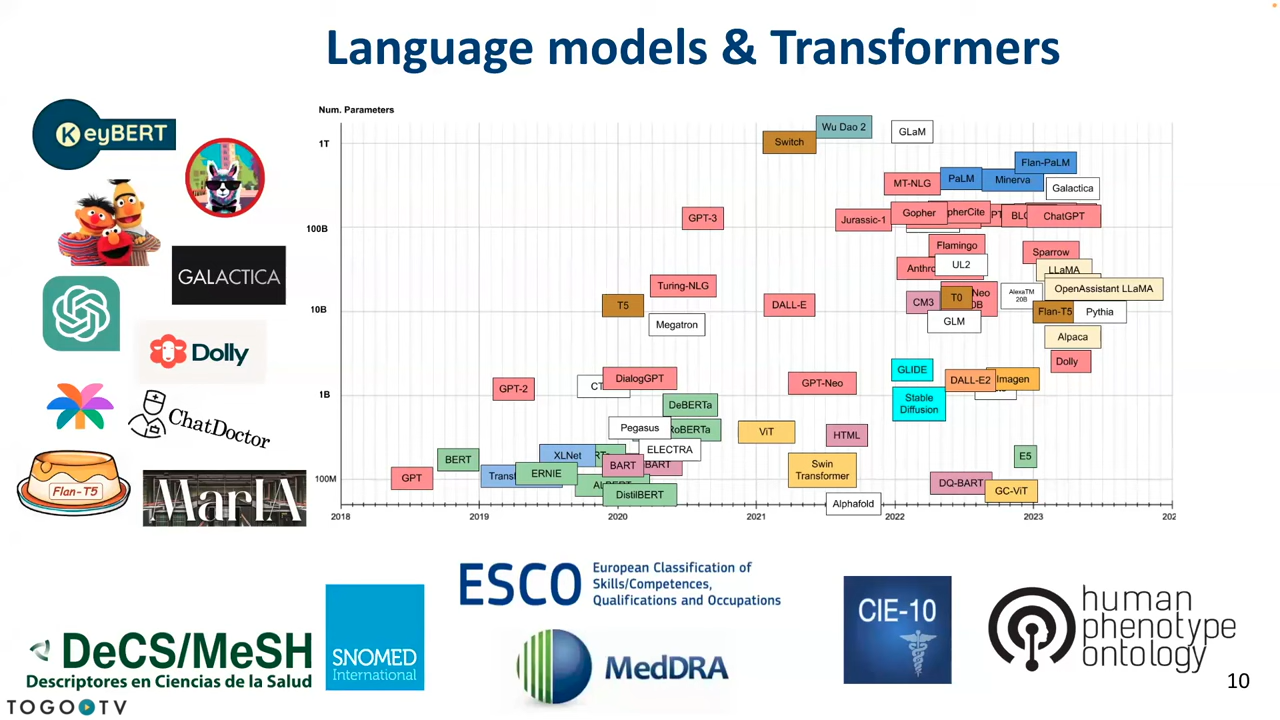 Language models & Transformers
KeyBERT
GALACTICA
Dolly
ChatDoctor
Flan-T5
MarIA
Num. Parameters
1T
100B
10B
1B
100M
Switch
Wu Dao 2
GLaM
Flan-PaLM
MT-NLG
PaLM
Minerva
Galactica
GPT-3
Jurassic-1
Gopher
ChatGPT
Flamingo
Sparrow
UL2
LLaMA
Turing-NLG
OpenAssistant LLaMA
T5
DALL-E
CM3
T0
AlexaTM
20B
Megatron
GLM
Flan-T5
Pythia
Alpaca
Dolly
GPT-2
DialogGPT
GPT-Neo
GLIDE
DALL-E2
Imagen
DeBERTa
Stable
Diffusion
Pegasus
ViT
HTML
ELECTRA
BERT
XLNet
BART
E5
GPT
ERNIE
Swin
Transformer
DistilBERT
DQ-BART
GC-ViT
Alphafold
2018
2019
2020
2021
2022
2023
ESCO
European Classification of
Skills/Competences,
Qualifications and Occupations
DeCS/MeSH
Descriptores en Ciencias de la Salud
SNOMED
International
MedDRA
CIE-10
human
phenotype
ontology
10
TOGO TV